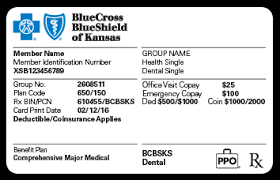 BlueCross
BlueShield
of Kansas
Member Name
Member Identification Number
XSB123456789
GROUP NAME
Health Single
Dental Single
Group No. 2608511
Plan Code 650/150
Rx BIN/PCN 610455/BCBSKS
Card Print Date 02/12/16
Deductible/Coinsurance Applies
Office Visit Copay $25
Emergency Copay $100
Ded $500/$1000 Coin $1000/2000
Benefit Plan
Comprehensive Major Medical
BCBSKS
Dental
PPO
Rx